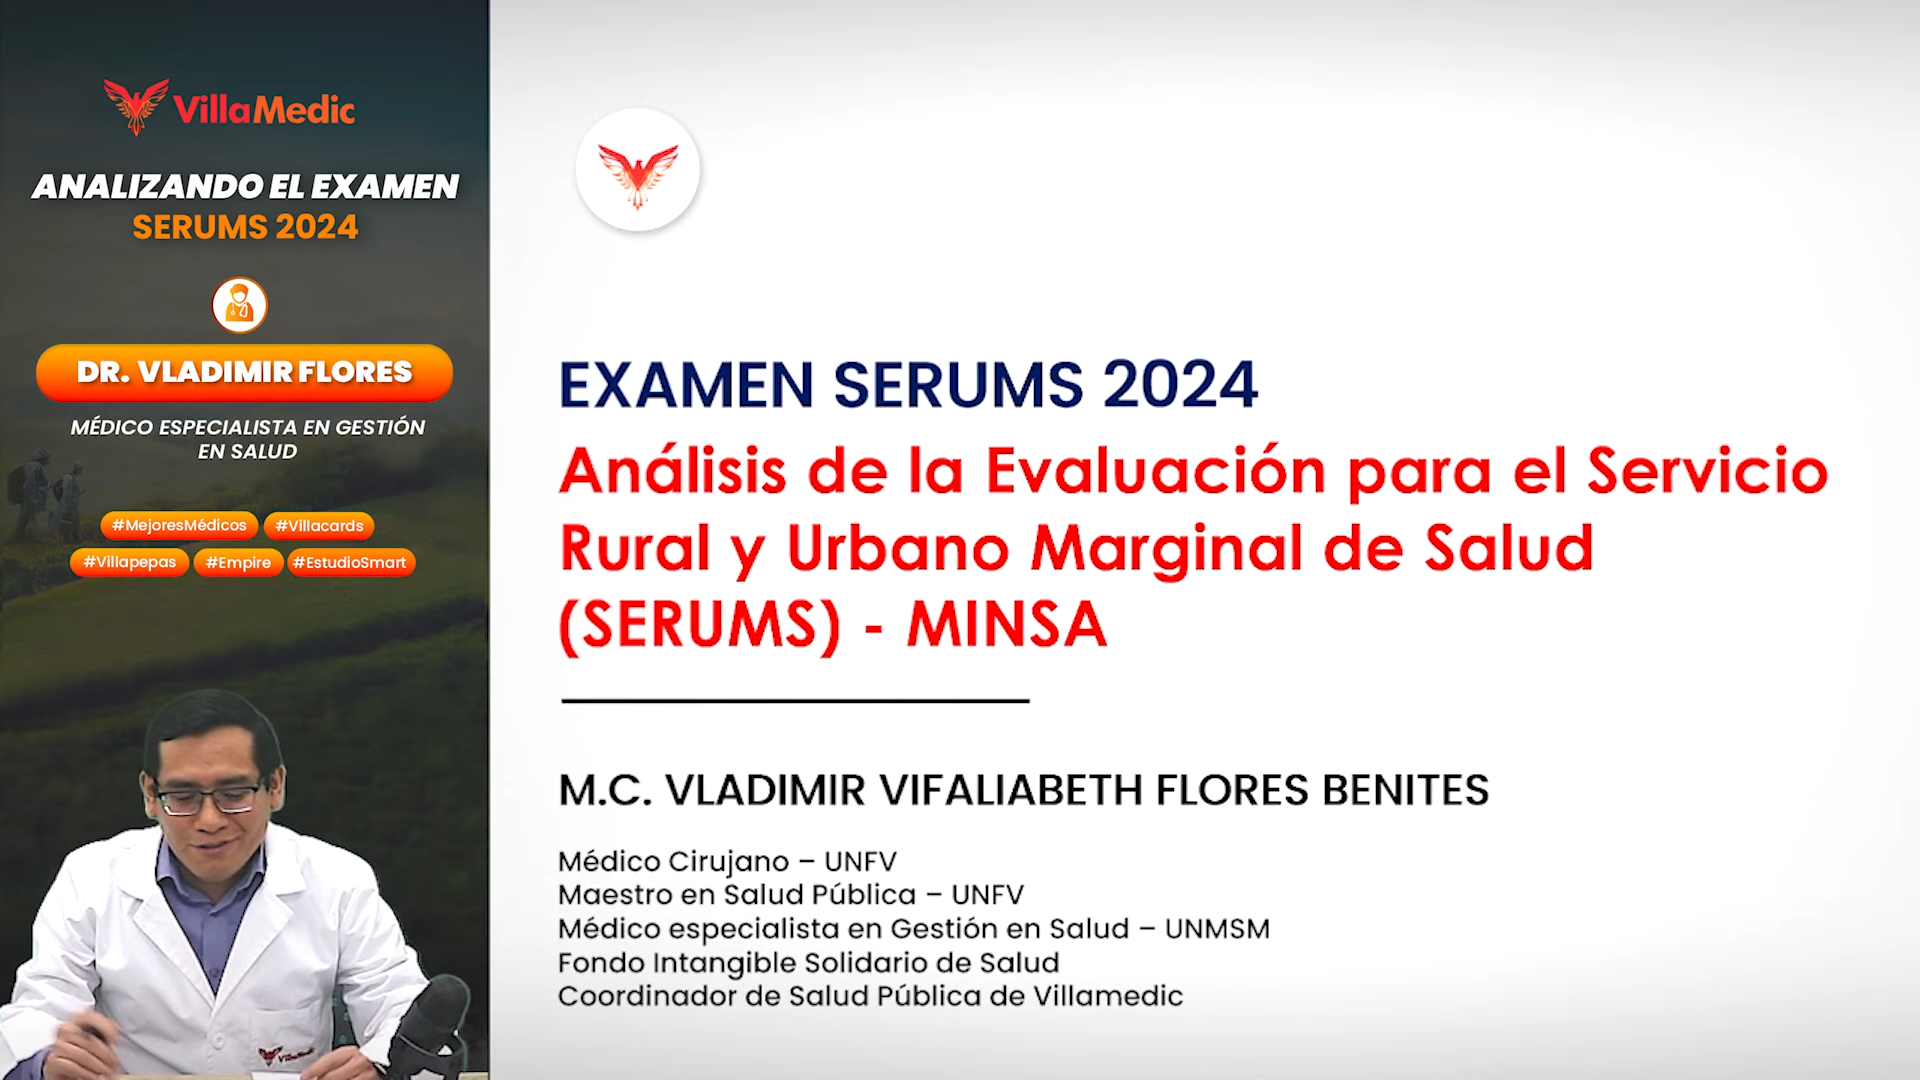 VillaMedic
ANALIZANDO EL EXAMEN
SERUMS 2024
DR. VLADIMIR FLORES
MÉDICO ESPECIALISTA EN GESTIÓN
EN SALUD
#MejoresMédicos #Villacards
#Villapepas #Empire #EstudioSmart
VillaMedic
EXAMEN SERUMS 2024
Análisis de la Evaluación para el Servicio
Rural y Urbano Marginal de Salud
(SERUMS) - MINSA
M.C. VLADIMIR VIFALIABETH FLORES BENITES
Médico Cirujano – UNFV
Maestro en Salud Pública – UNFV
Médico especialista en Gestión en Salud – UNMSM
Fondo Intangible Solidario de Salud
Coordinador de Salud Pública de Villamedic